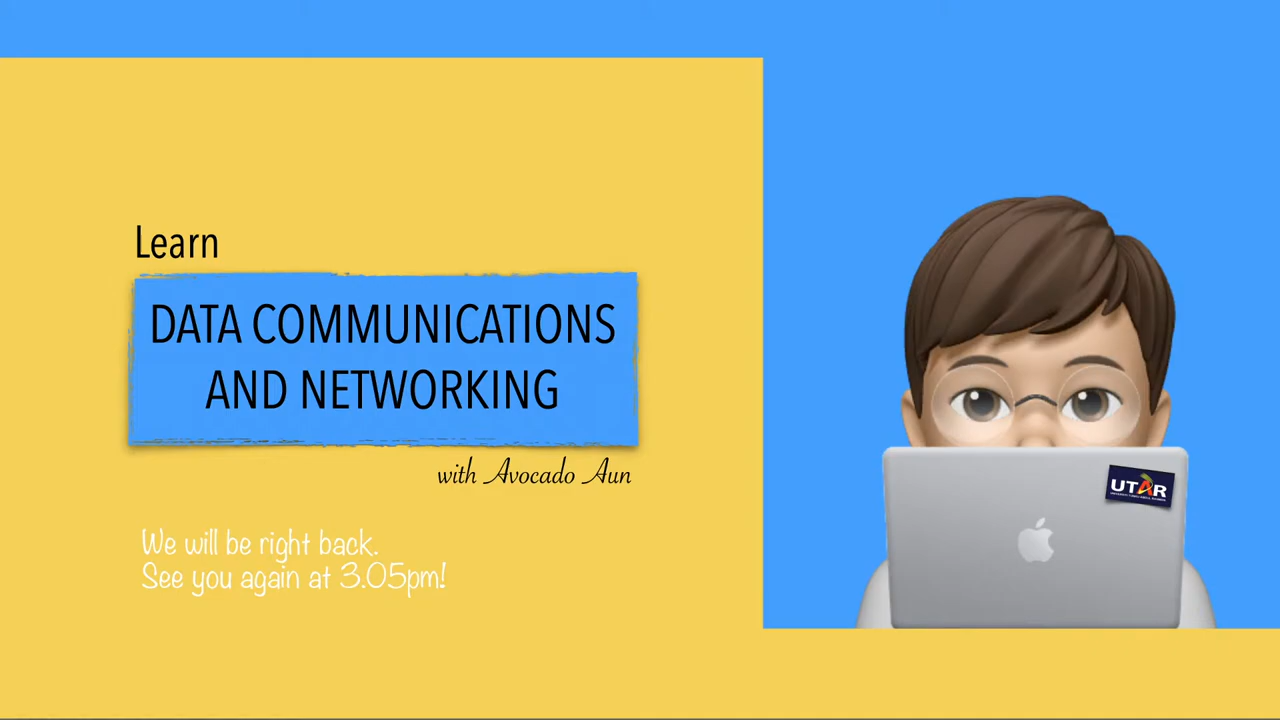 Learn
DATA COMMUNICATIONS
AND NETWORKING
with Avocado Aun
We will be right back.
See you again at 3.05pm!
UTAR